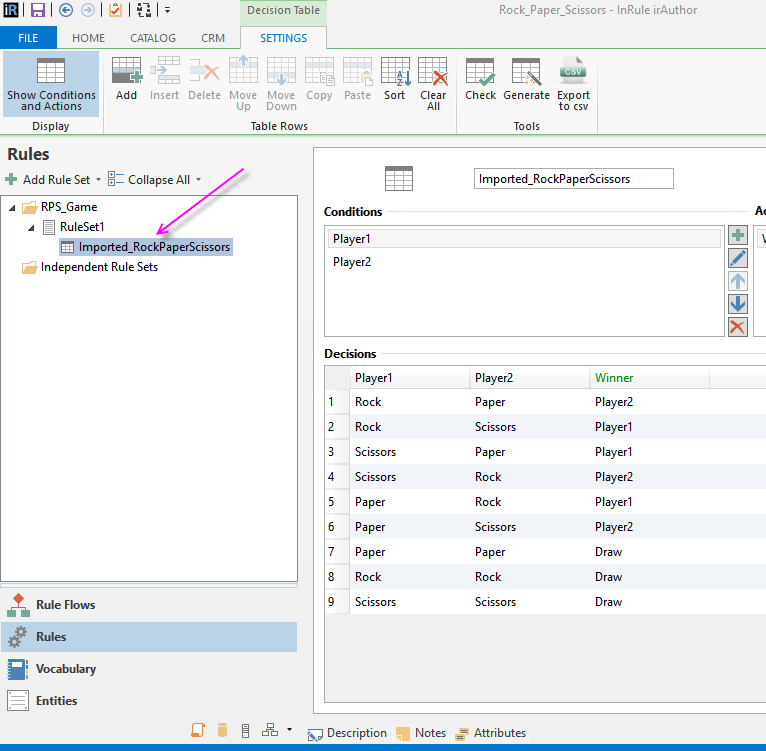 iR Decision Table Rock_Paper_Scissors - InRule irAuthor
FILE HOME CATALOG CRM SETTINGS
Show Conditions and Actions
Add Insert Delete Move Up Move Down Copy Paste Sort Clear All
Check Generate Export to csv
CSV
Display Table Rows Tools
Rules
Add Rule Set Collapse All
RPS_Game
RuleSet1
Imported_RockPaperScissors
Independent Rule Sets
Rule Flows
Rules
Vocabulary
Entities
Imported_RockPaperScissors
Conditions
Player1
Player2
Decisions
Player1 Player2 Winner
1 Rock Paper Player2
2 Rock Scissors Player1
3 Scissors Paper Player1
4 Scissors Rock Player2
5 Paper Rock Player1
6 Paper Scissors Player2
7 Paper Paper Draw
8 Rock Rock Draw
9 Scissors Scissors Draw
Description Notes Attributes